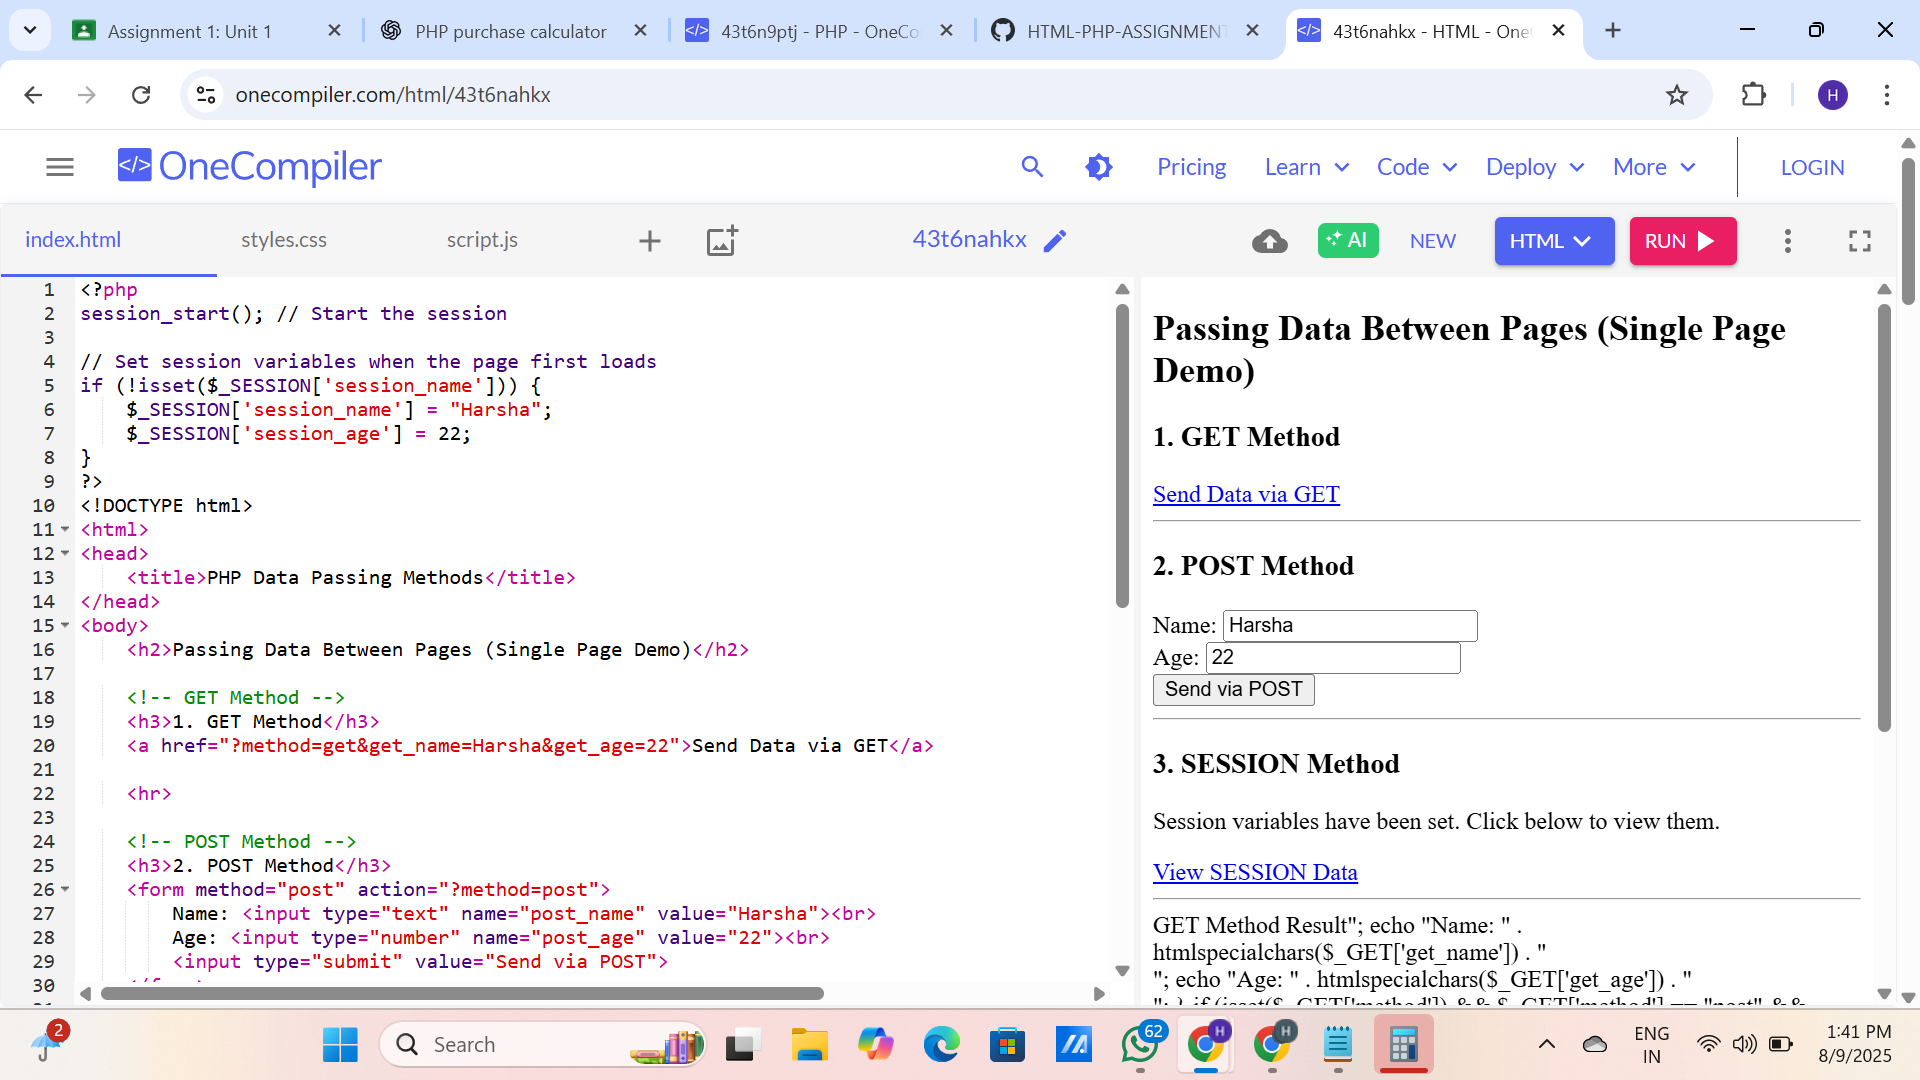 Assignment 1: Unit 1
PHP purchase calculator
43t6n9ptj - PHP - OneCo
HTML-PHP-ASSIGNMENT
43t6nahkx - HTML - One
onecompiler.com/html/43t6nahkx
H
</> OneCompiler
Pricing
Learn
Code
Deploy
More
LOGIN
index.html
styles.css
script.js
43t6nahkx
AI
NEW
HTML
RUN
1 <?php
2 session_start(); // Start the session
3
4 // Set session variables when the page first loads
5 if (!isset($_SESSION['session_name'])) {
6 $_SESSION['session_name'] = "Harsha";
7 $_SESSION['session_age'] = 22;
8 }
9 ?>
10 <!DOCTYPE html>
11 <html>
12 <head>
13 <title>PHP Data Passing Methods</title>
14 </head>
15 <body>
16 <h2>Passing Data Between Pages (Single Page Demo)</h2>
17
18 <!-- GET Method -->
19 <h3>1. GET Method</h3>
20 <a href="?method=get&get_name=Harsha&get_age=22">Send Data via GET</a>
21
22 <hr>
23
24 <!-- POST Method -->
25 <h3>2. POST Method</h3>
26 <form method="post" action="?method=post">
27 Name: <input type="text" name="post_name" value="Harsha"><br>
28 Age: <input type="number" name="post_age" value="22"><br>
29 <input type="submit" value="Send via POST">
30
Passing Data Between Pages (Single Page
Demo)
1. GET Method
Send Data via GET
2. POST Method
Name: Harsha
Age: 22
Send via POST
3. SESSION Method
Session variables have been set. Click below to view them.
View SESSION Data
GET Method Result"; echo "Name: " .
htmlspecialchars($_GET['get_name']) . "
"; echo "Age: " . htmlspecialchars($_GET['get_age']) . "
"; } if (isset($_GET['method']) && $_GET['method'] == "post" &&
2
Search
62
H
H
ENG
IN
1:41 PM
8/9/2025